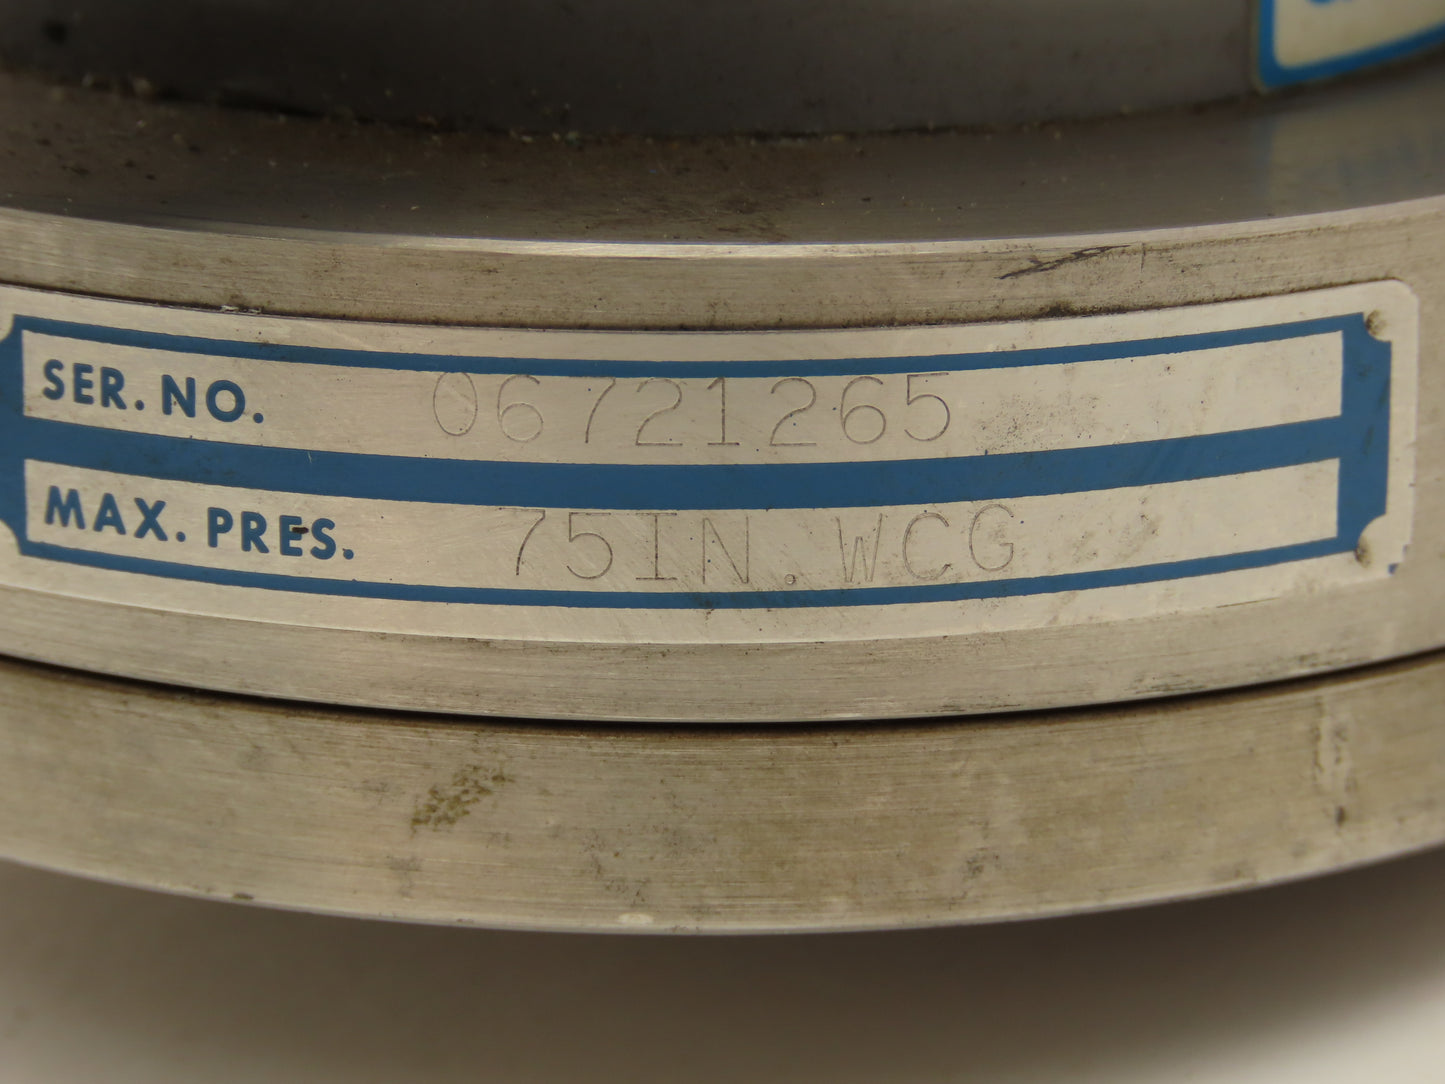 SER. NO. 06721265
MAX. PRES. 75IN. WCG